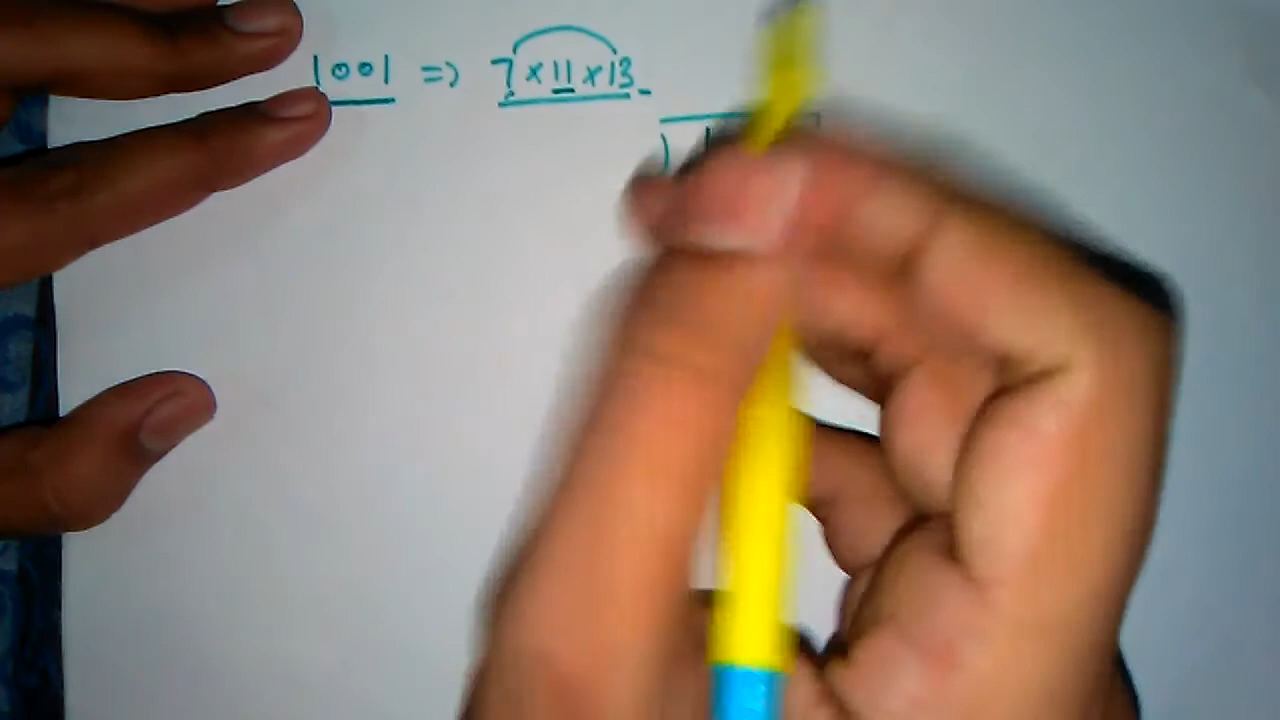 1001 => 7 × 11 × 13